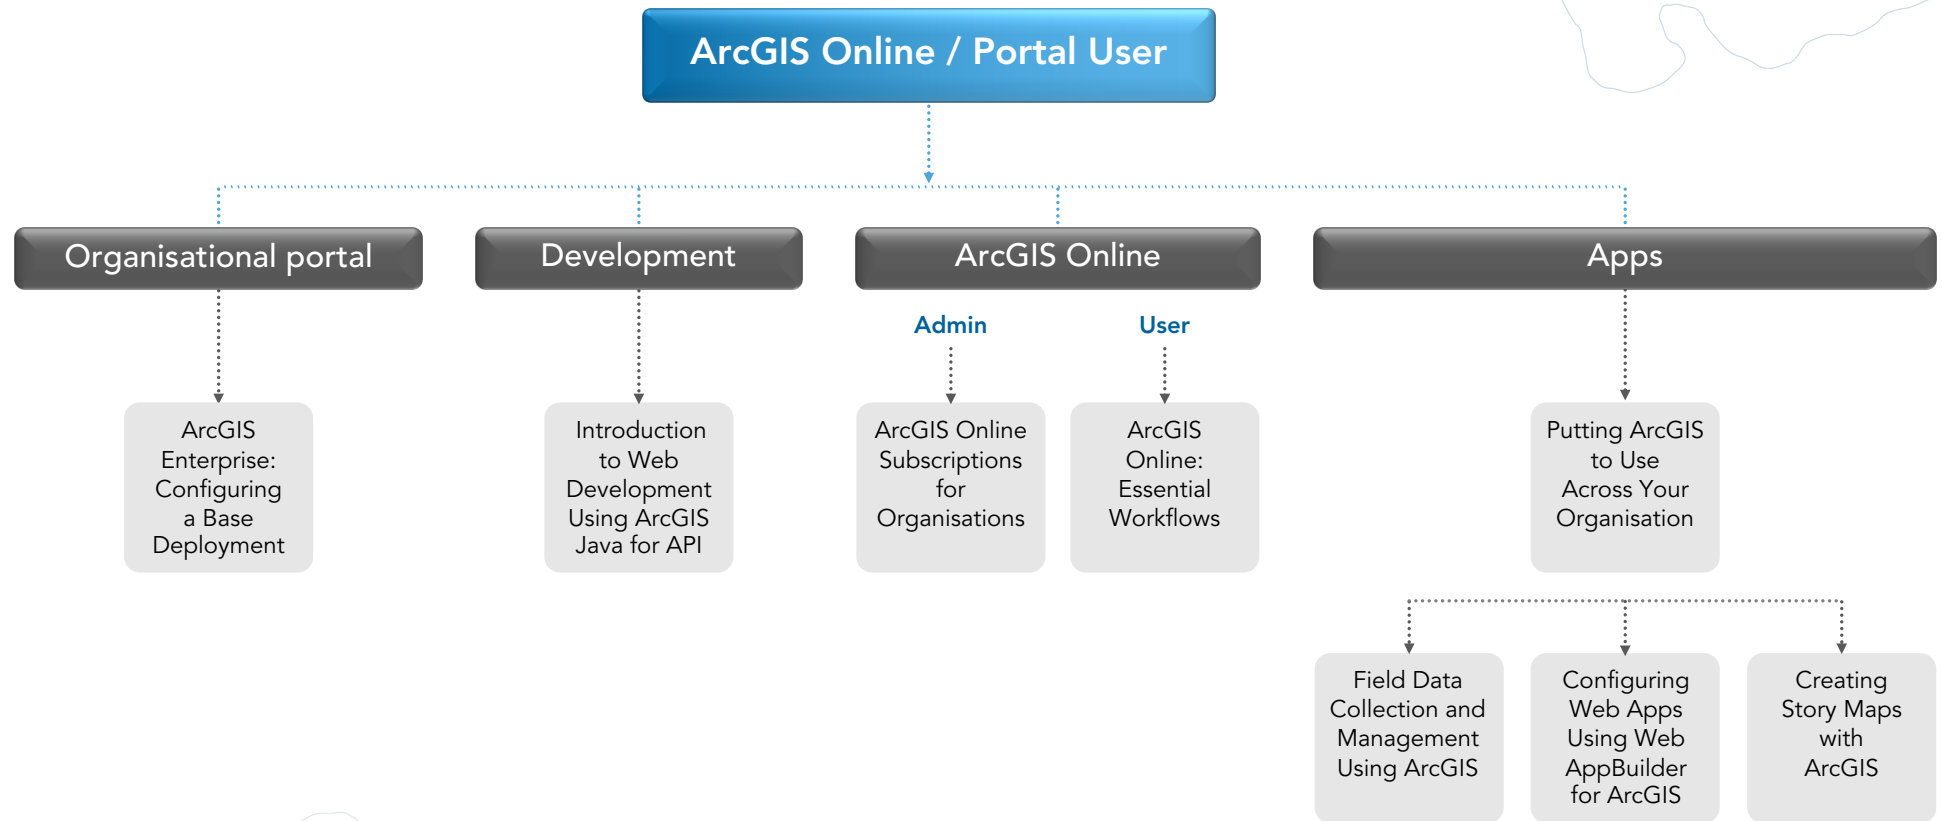 ArcGIS Online / Portal User
Organisational portal
Development
ArcGIS Online
Apps
Admin
User
ArcGIS
Enterprise:
Configuring
a Base
Deployment
Introduction
to Web
Development
Using ArcGIS
Java for API
ArcGIS Online
Subscriptions
for
Organisations
ArcGIS
Online:
Essential
Workflows
Putting ArcGIS
to Use
Across Your
Organisation
Field Data
Collection and
Management
Using ArcGIS
Configuring
Web Apps
Using Web
AppBuilder
for ArcGIS
Creating
Story Maps
with
ArcGIS